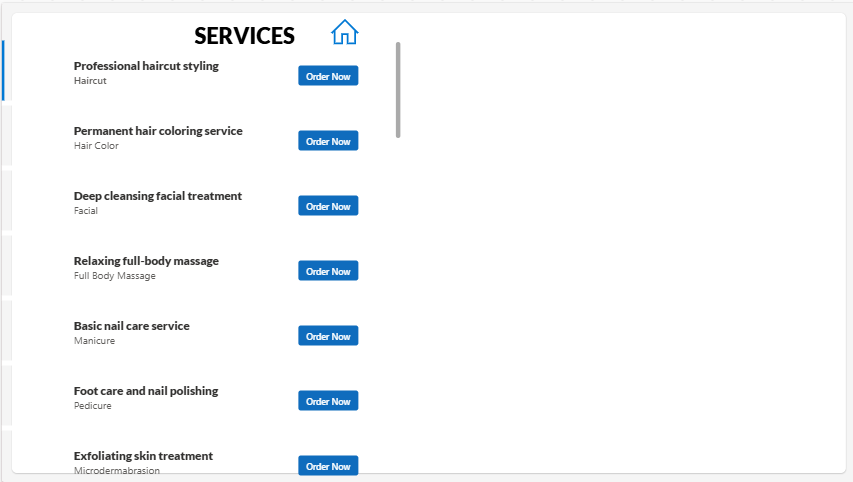 SERVICES
Professional haircut styling
Haircut
Order Now
Permanent hair coloring service
Hair Color
Order Now
Deep cleansing facial treatment
Facial
Order Now
Relaxing full-body massage
Full Body Massage
Order Now
Basic nail care service
Manicure
Order Now
Foot care and nail polishing
Pedicure
Order Now
Exfoliating skin treatment
Microdermabrasion
Order Now